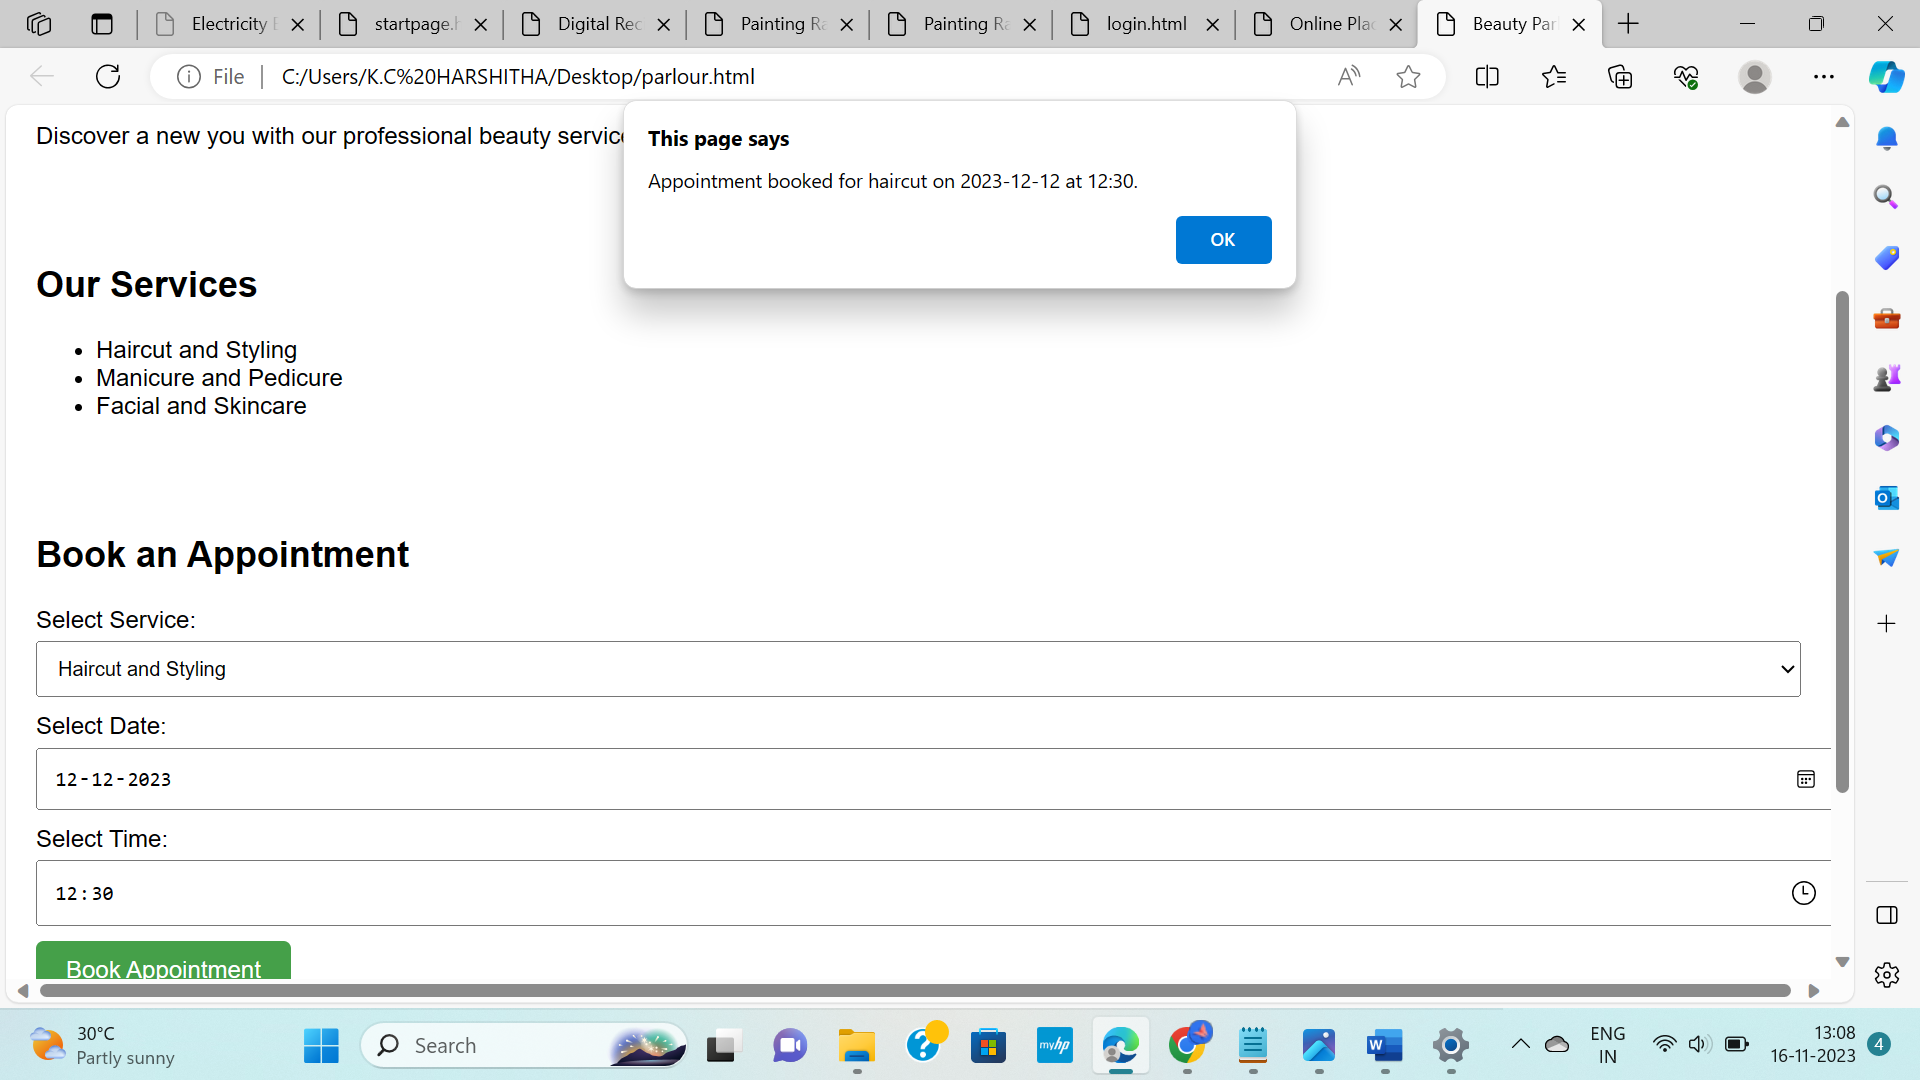 Electricity
startpage.h
Digital Rec
Painting Ra
Painting Ra
login.html
Online Plac
Beauty Par
File
C:/Users/K.C%20HARSHITHA/Desktop/parlour.html
Discover a new you with our professional beauty servic
This page says
Appointment booked for haircut on 2023-12-12 at 12:30.
OK
Our Services
• Haircut and Styling
• Manicure and Pedicure
• Facial and Skincare
Book an Appointment
Select Service:
Haircut and Styling
Select Date:
12-12-2023
Select Time:
12:30
Book Appointment
30°C
Partly sunny
Search
myhp
ENG
IN
13:08
16-11-2023
4